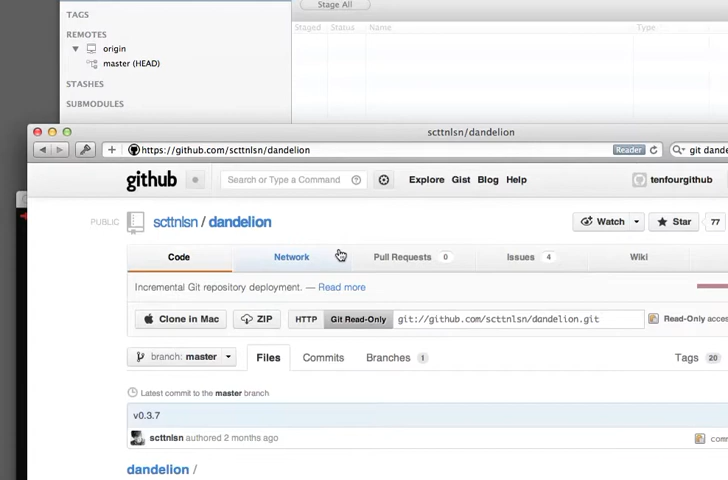 Stage All
TAGS
Staged Status Name Type
REMOTES
origin
master (HEAD)
STASHES
SUBMODULES
scttnlsn/dandelion
https://github.com/scttnlsn/dandelion Reader git dande
github Search or Type a Command Explore Gist Blog Help tenfourgithub
PUBLIC scttnlsn / dandelion Watch Star 77
Code Network Pull Requests 0 Issues 4 Wiki
Incremental Git repository deployment. — Read more
Clone in Mac ZIP HTTP Git Read-Only git://github.com/scttnlsn/dandelion.git Read-Only acces
branch: master Files Commits Branches 1 Tags 20
Latest commit to the master branch
v0.3.7
scttnlsn authored 2 months ago comm
dandelion /